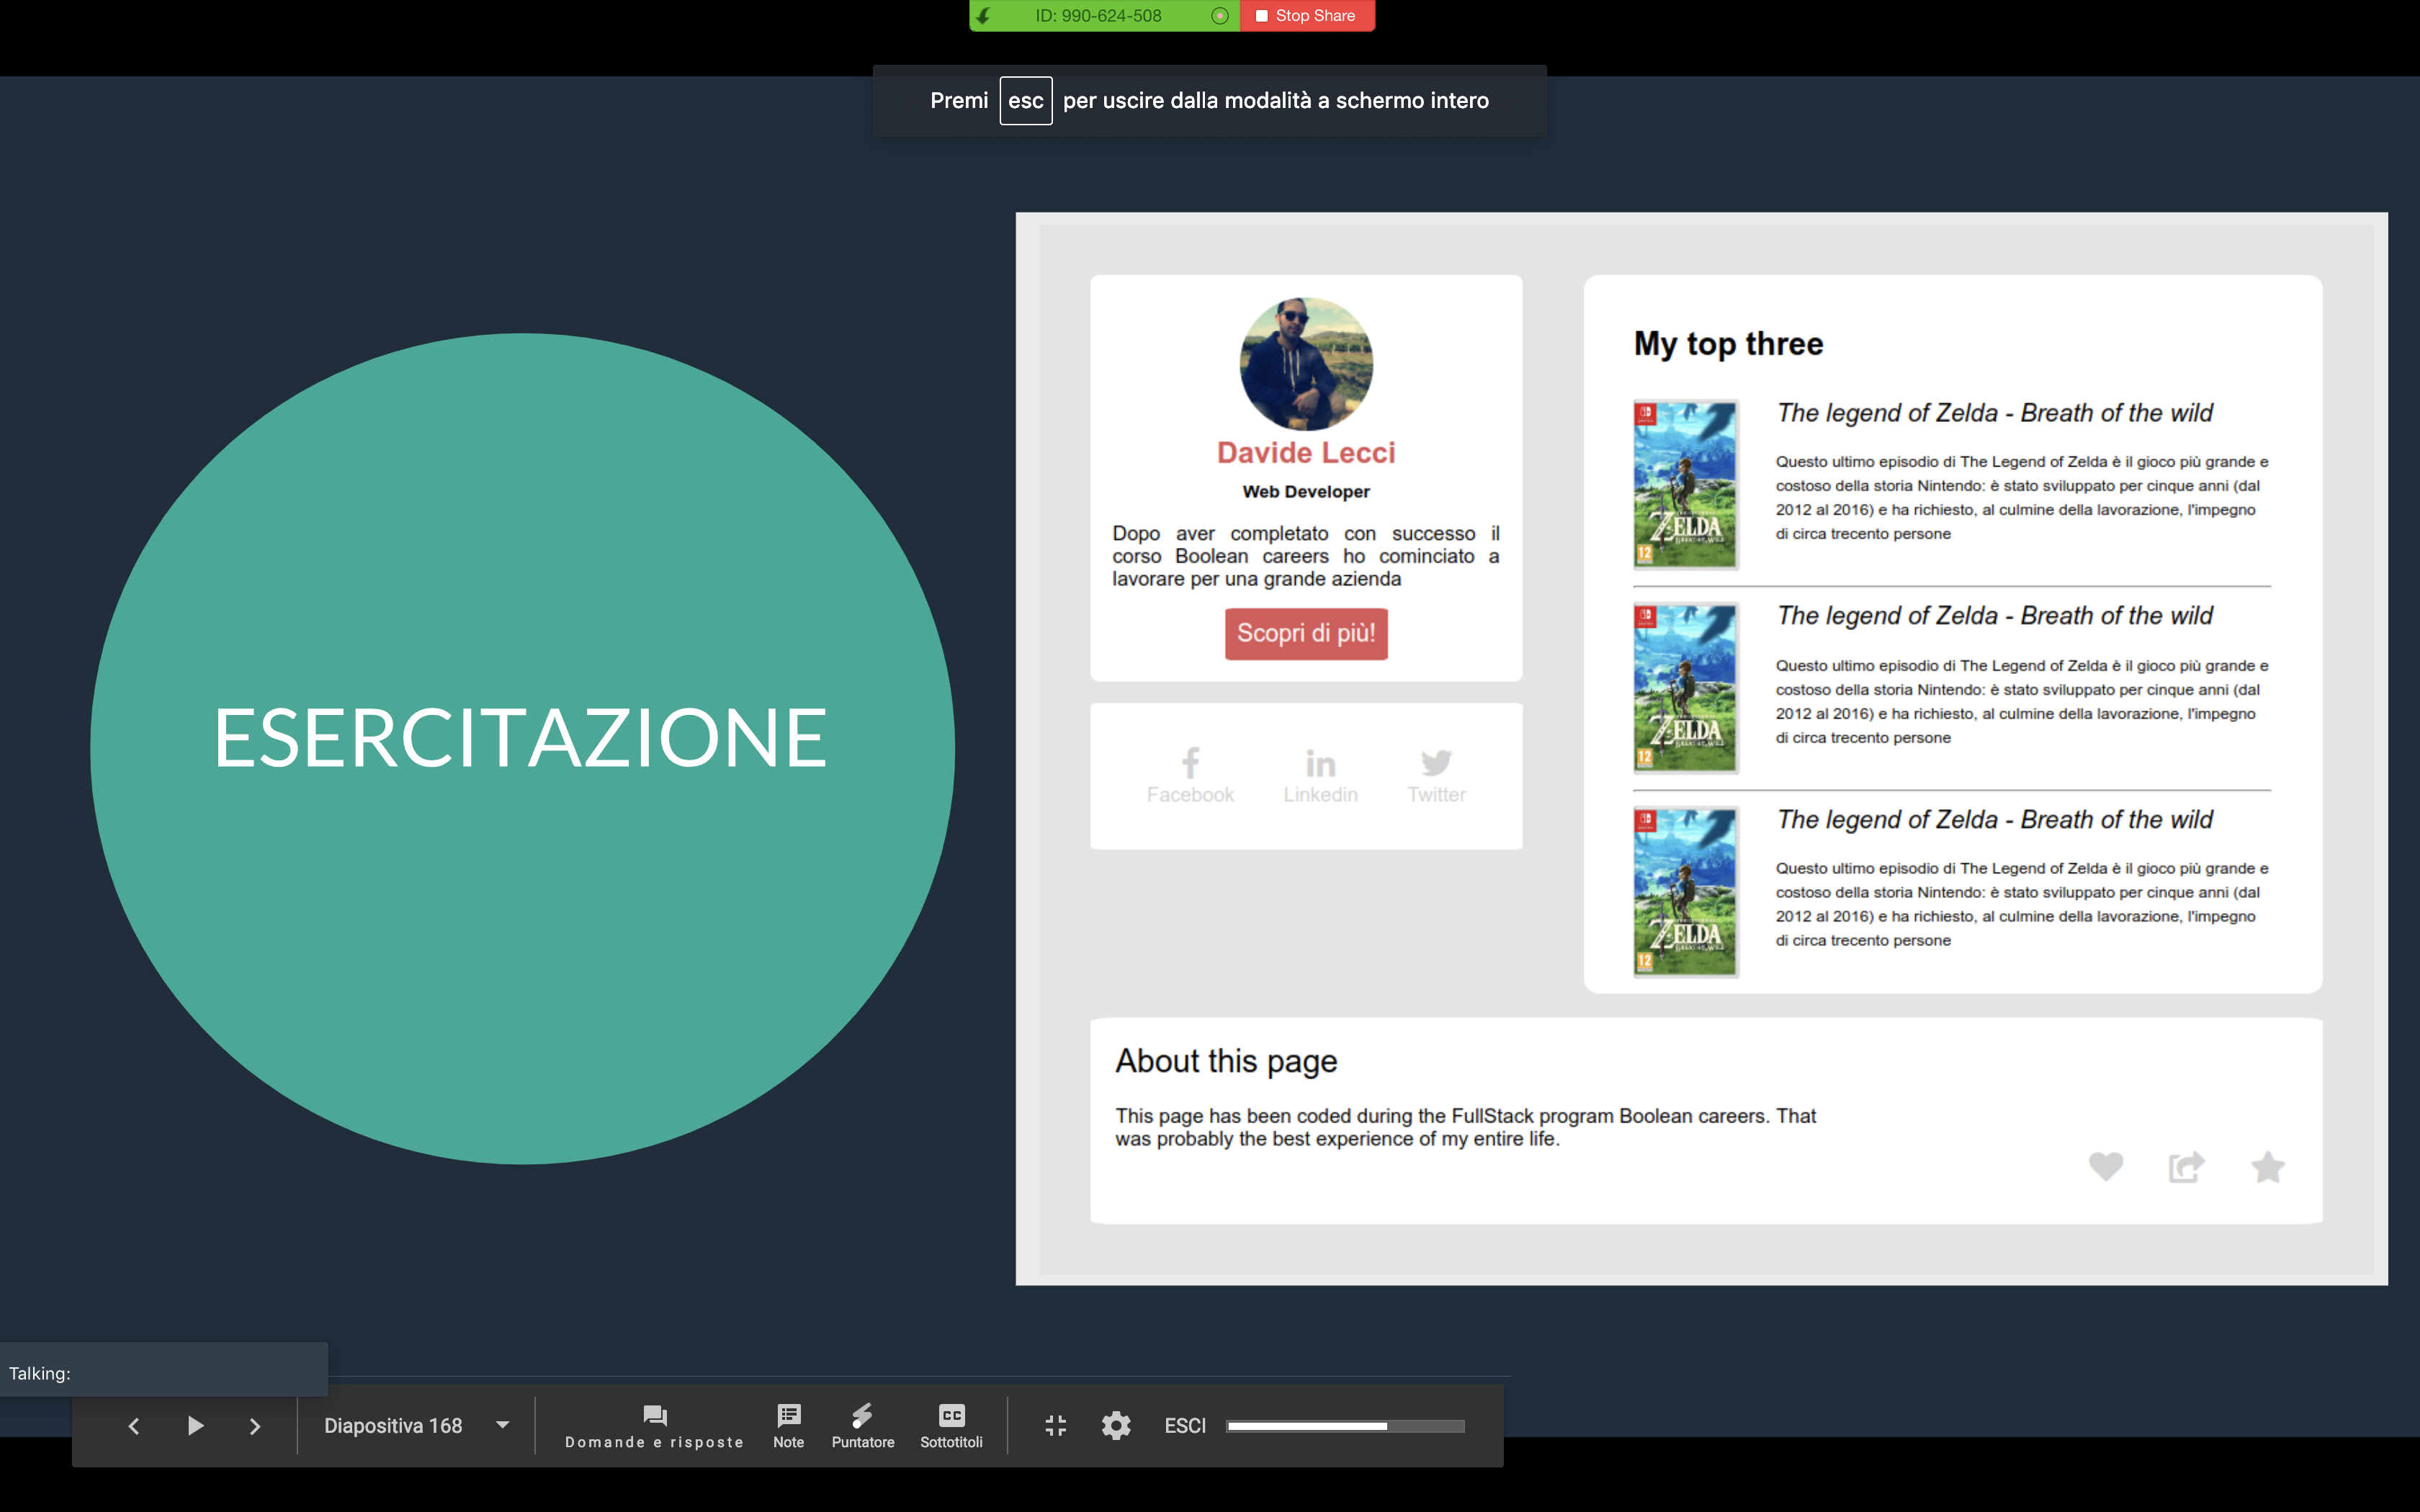 ID: 990-624-508
Stop Share
Premi esc per uscire dalla modalità a schermo intero
ESERCITAZIONE
Davide Lecci
Web Developer
Dopo aver completato con successo il
corso Boolean careers ho cominciato a
lavorare per una grande azienda
Scopri di più!
Facebook
Linkedin
Twitter
My top three
ZELDA
12
The legend of Zelda - Breath of the wild
Questo ultimo episodio di The Legend of Zelda è il gioco più grande e
costoso della storia Nintendo: è stato sviluppato per cinque anni (dal
2012 al 2016) e ha richiesto, al culmine della lavorazione, l'impegno
di circa trecento persone
ZELDA
12
The legend of Zelda - Breath of the wild
Questo ultimo episodio di The Legend of Zelda è il gioco più grande e
costoso della storia Nintendo: è stato sviluppato per cinque anni (dal
2012 al 2016) e ha richiesto, al culmine della lavorazione, l'impegno
di circa trecento persone
ZELDA
12
The legend of Zelda - Breath of the wild
Questo ultimo episodio di The Legend of Zelda è il gioco più grande e
costoso della storia Nintendo: è stato sviluppato per cinque anni (dal
2012 al 2016) e ha richiesto, al culmine della lavorazione, l'impegno
di circa trecento persone
About this page
This page has been coded during the FullStack program Boolean careers. That
was probably the best experience of my entire life.
Talking:
Diapositiva 168
Domande e risposte
Note
Puntatore
CC
Sottotitoli
ESCI